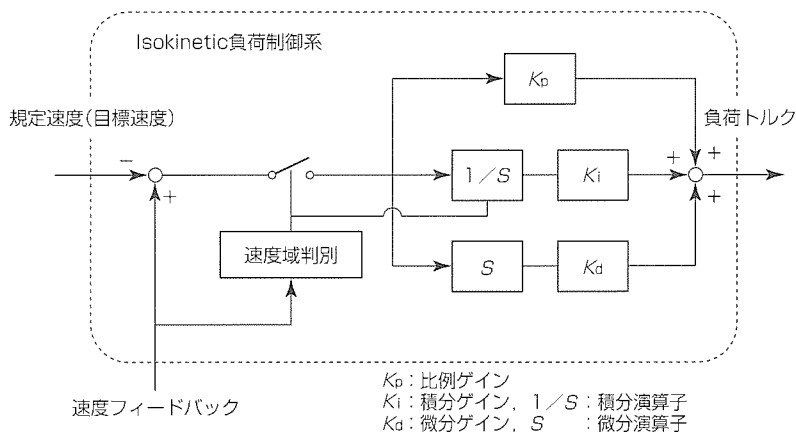 Isokinetic負荷制御系
規定速度(目標速度)
Kp
負荷トルク
−
+
1/S
Ki
+
+
+
速度域判別
S
Kd
速度フィードバック
Kp:比例ゲイン
Ki:積分ゲイン,1/S:積分演算子
Kd:微分ゲイン,S :微分演算子